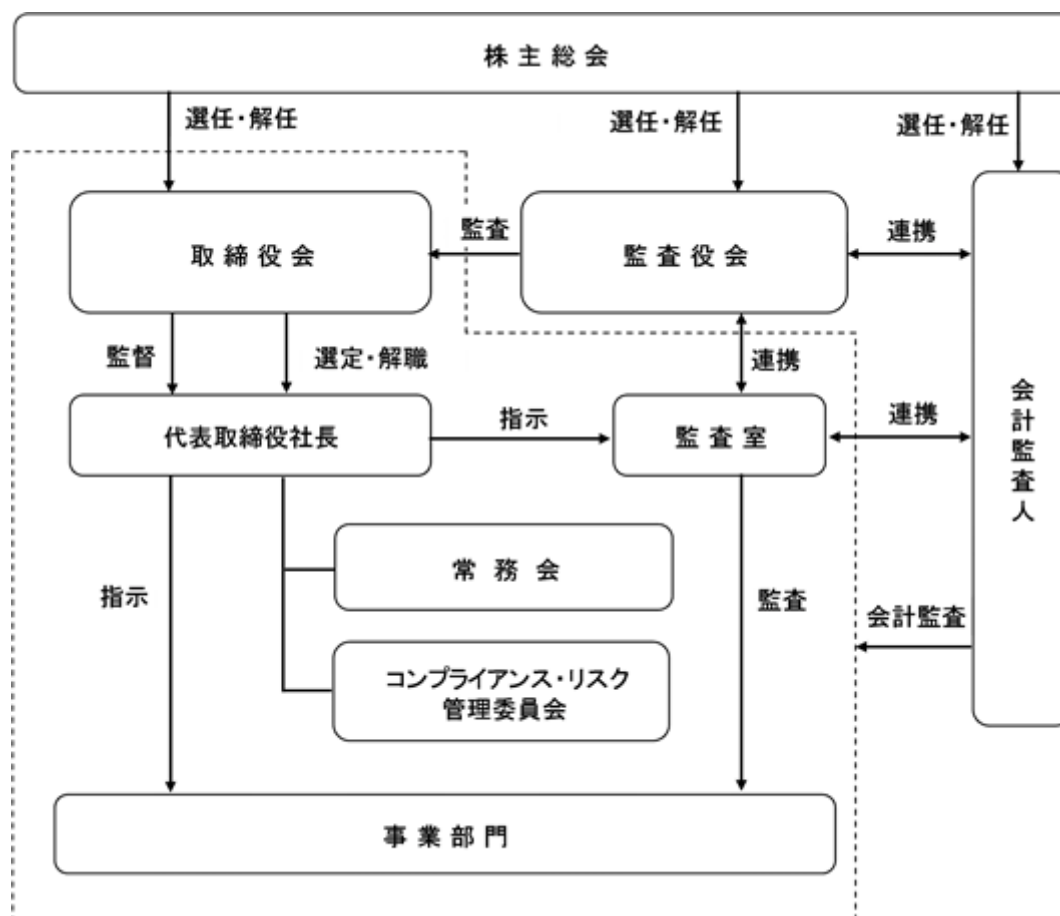 株主総会
選任・解任
選任・解任
選任・解任
取締役会
監査
監査役会
連携
監督
選定・解職
連携
代表取締役社長
指示
監査室
連携
会計監査人
常務会
指示
監査
会計監査
コンプライアンス・リスク
管理委員会
事業部門